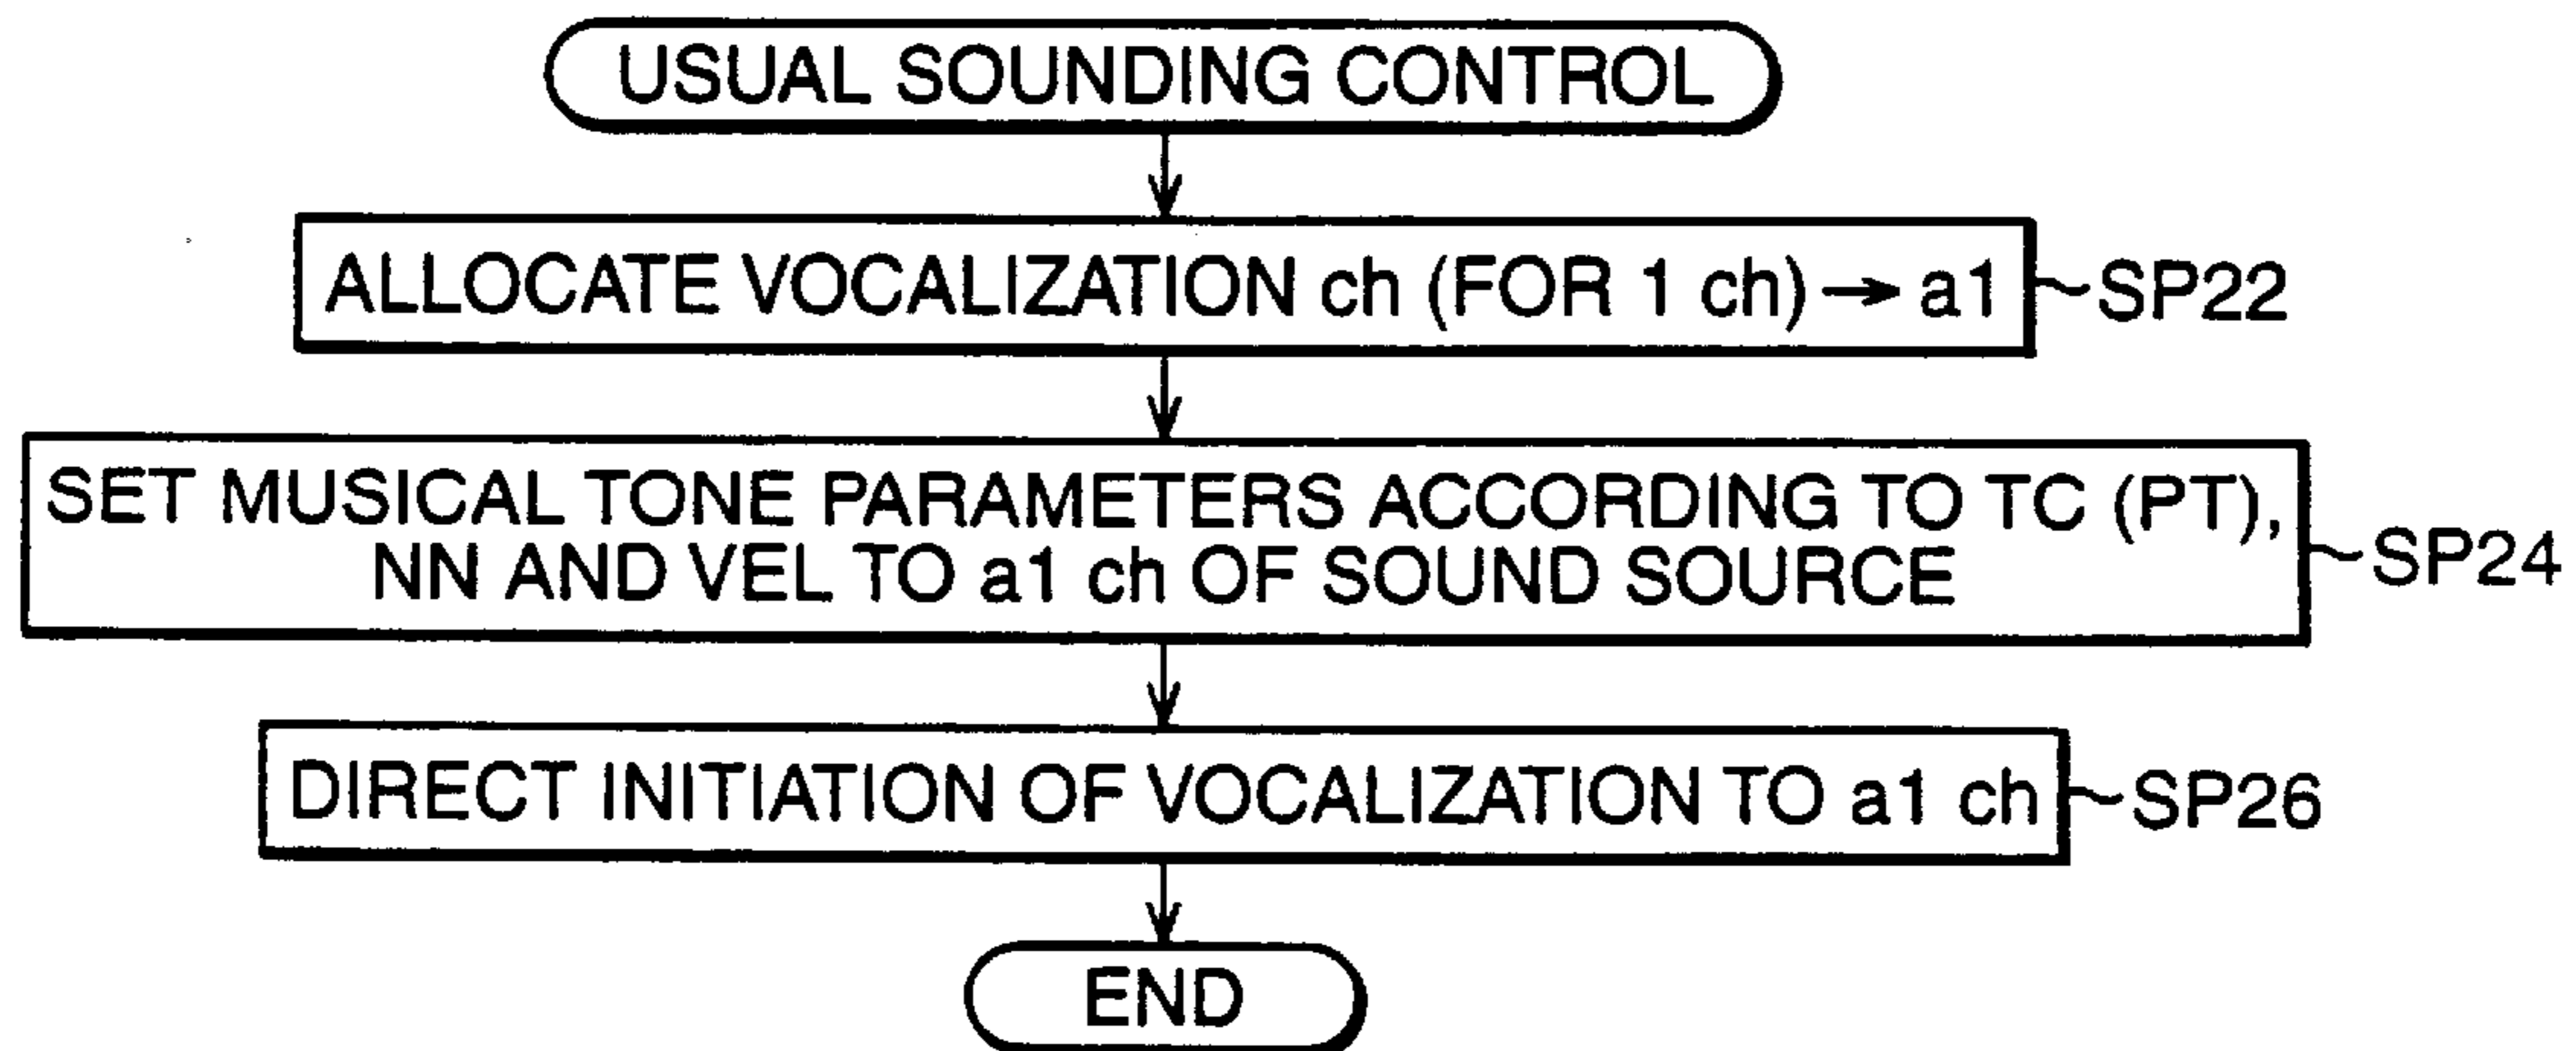 USUAL SOUNDING CONTROL
ALLOCATE VOCALIZATION ch (FOR 1 ch) → a1
SP22
SET MUSICAL TONE PARAMETERS ACCORDING TO TC (PT),
NN AND VEL TO a1 ch OF SOUND SOURCE
SP24
DIRECT INITIATION OF VOCALIZATION TO a1 ch
SP26
END